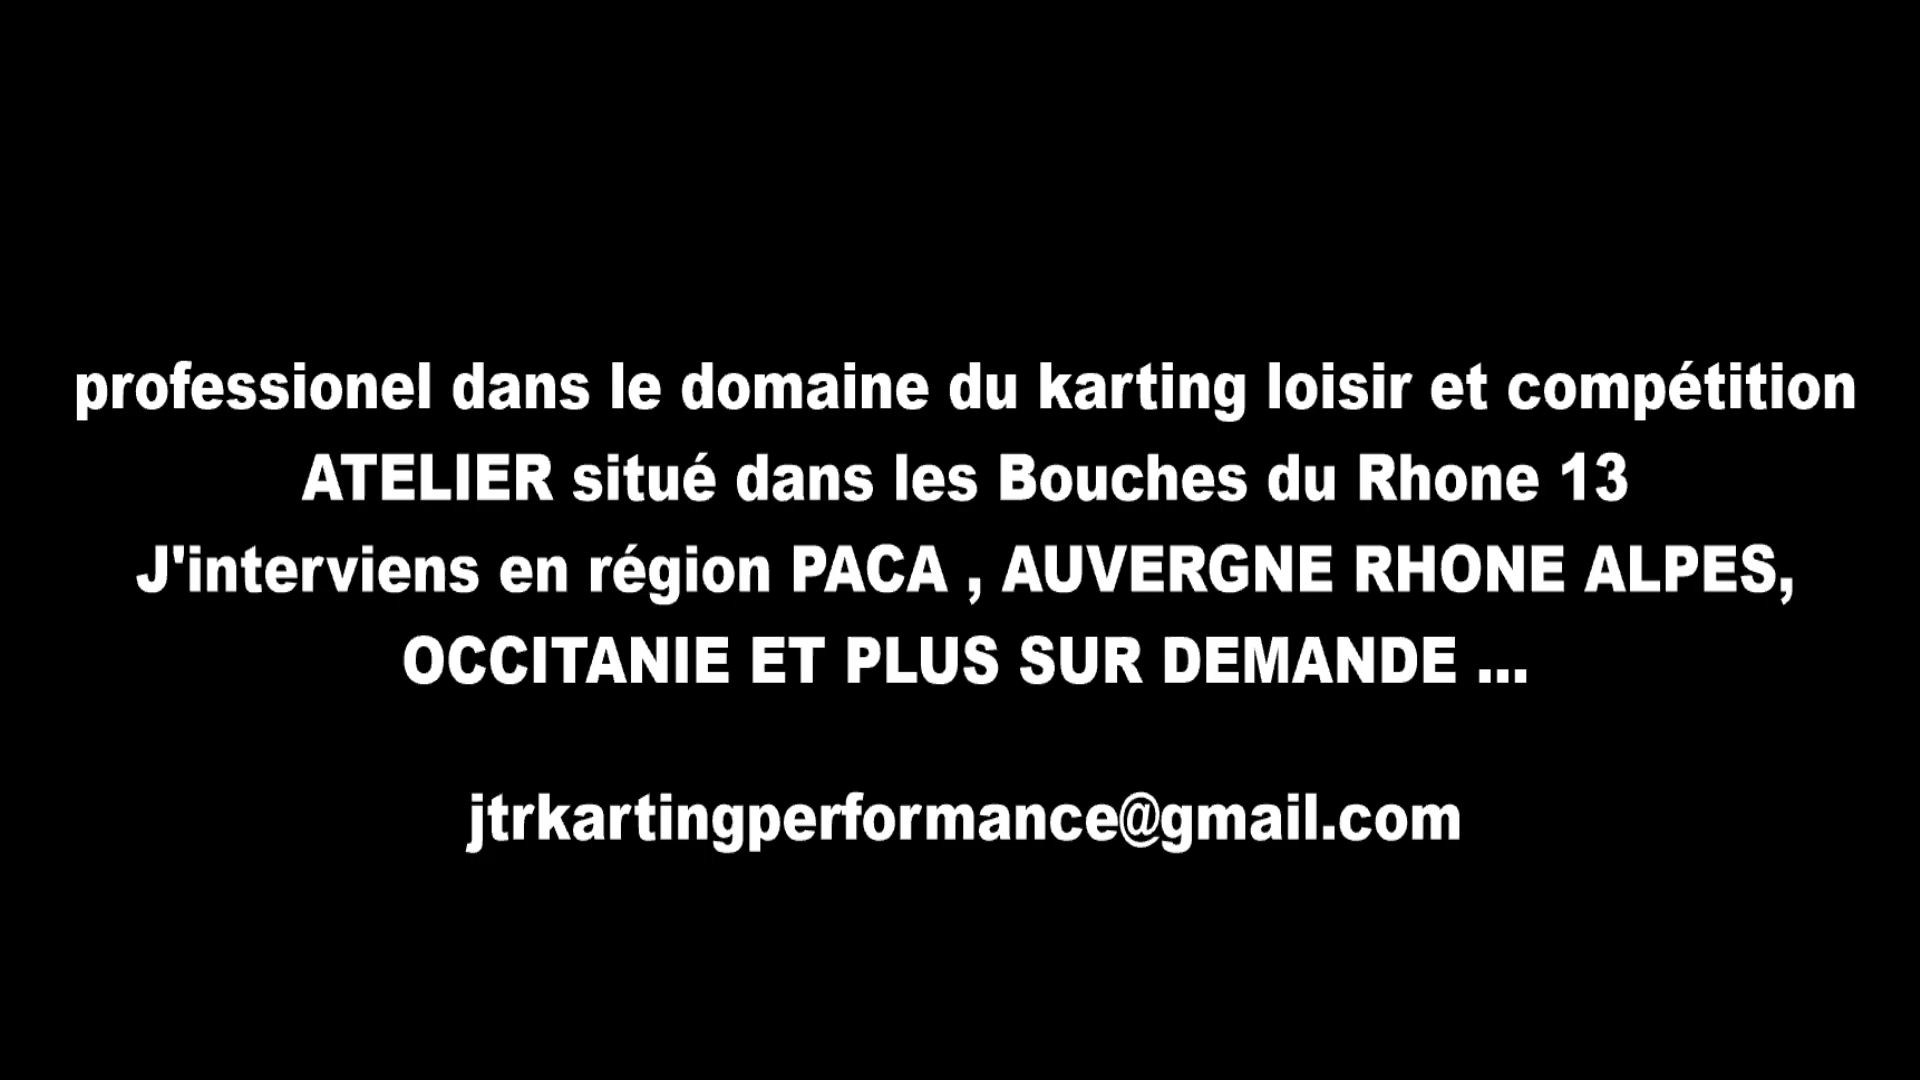 professionel dans le domaine du karting loisir et compétition
ATELIER situé dans les Bouches du Rhone 13
J'interviens en région PACA , AUVERGNE RHONE ALPES,
OCCITANIE ET PLUS SUR DEMANDE ...
jtrkartingperformance@gmail.com